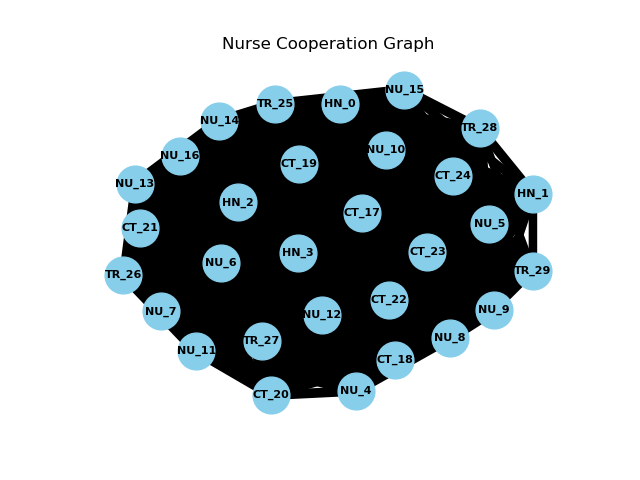 Nurse Cooperation Graph
NU_15
TR_25
HN_0
NU_14
TR_28
NU_16
NU_10
CT_19
CT_24
NU_13
HN_1
HN_2
CT_17
NU_5
CT_21
CT_23
HN_3
NU_6
TR_29
TR_26
CT_22
NU_9
NU_7
NU_12
NU_8
TR_27
NU_11
CT_18
NU_4
CT_20